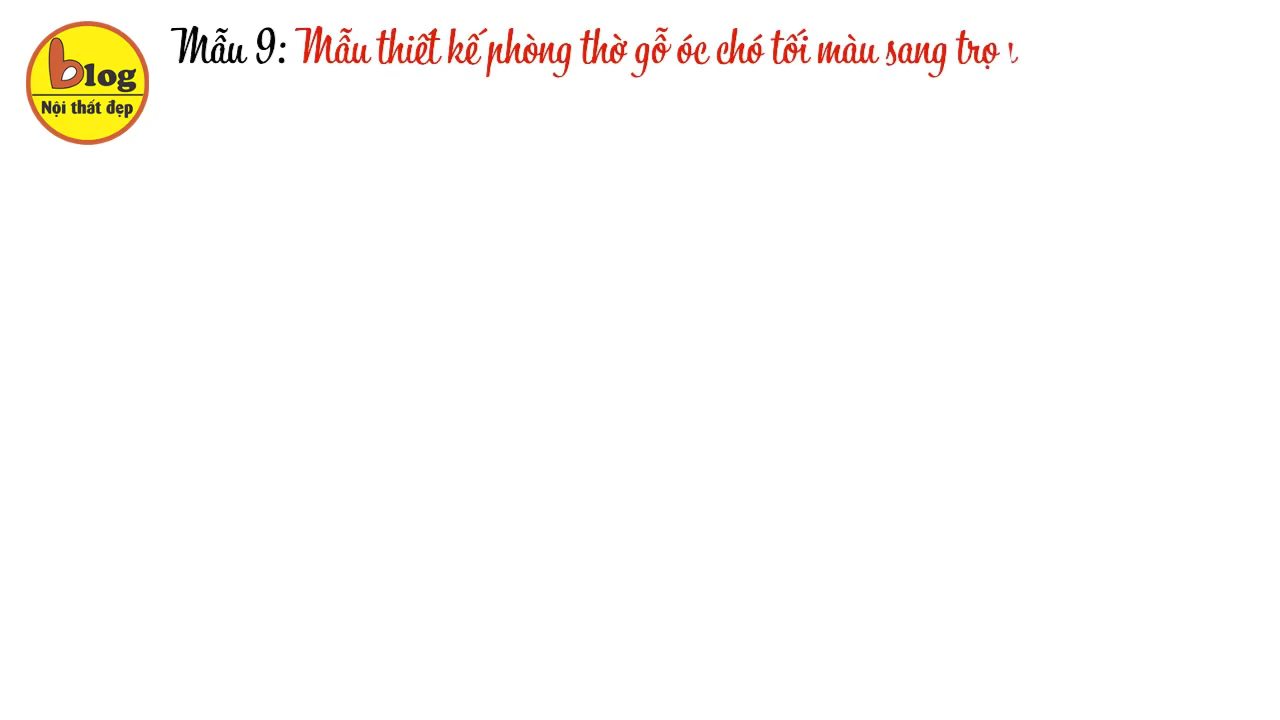 blog
Nội thất đẹp
Mẫu 9: Mẫu thiết kế phòng thờ gỗ óc chó tối màu sang trọ